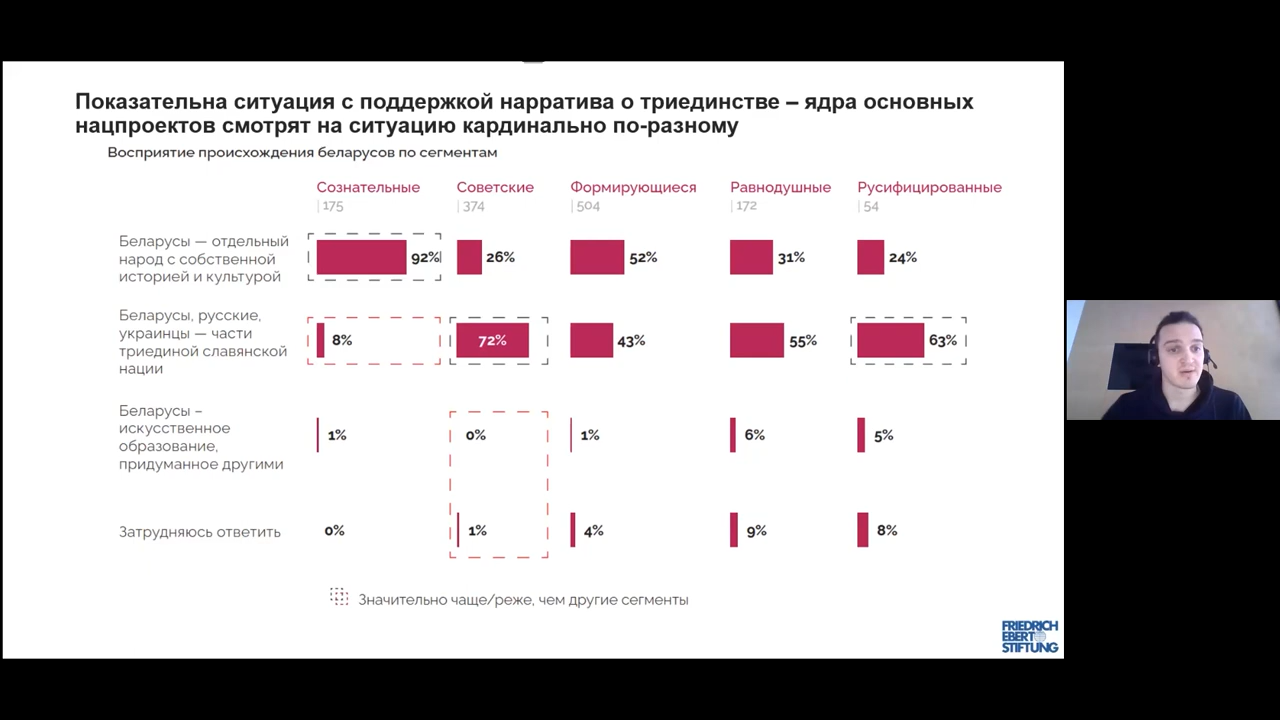 Показательна ситуация с поддержкой нарратива о триединстве – ядра основных
нацпроектов смотрят на ситуацию кардинально по-разному
Восприятие происхождения беларусов по сегментам
Сознательные Советские Формирующиеся Равнодушные Русифицированные
| 175 | 374 | 504 | 172 | 54
Беларусы — отдельный
народ с собственной
историей и культурой
92% 26% 52% 31% 24%
Беларусы, русские,
украинцы — части
триединой славянской
нации
8% 72% 43% 55% 63%
Беларусы –
искусственное
образование,
придуманное другими
1% 0% 1% 6% 5%
Затрудняюсь ответить 0% 1% 4% 9% 8%
Значительно чаще/реже, чем другие сегменты
FRIEDRICH
EBERT
STIFTUNG